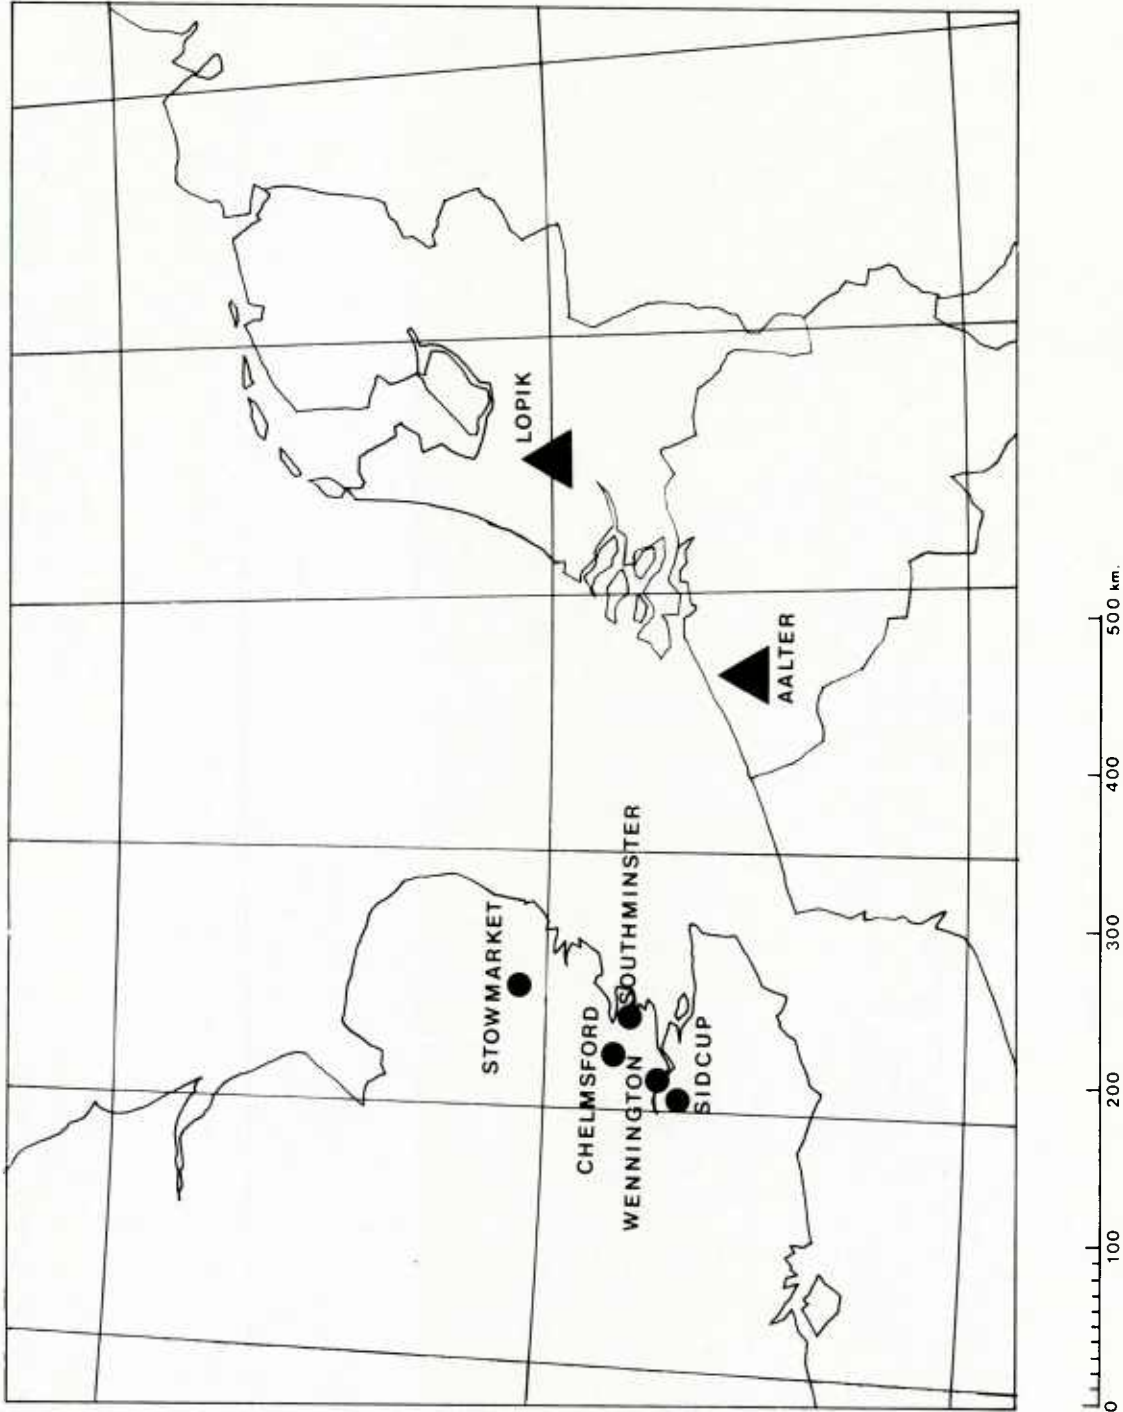 LOPIK
AALTER
STOWMARKET
SOUTHMINSTER
CHELMSFORD
WENNINGTON
SIDCUP
0 100 200 300 400 500 km.